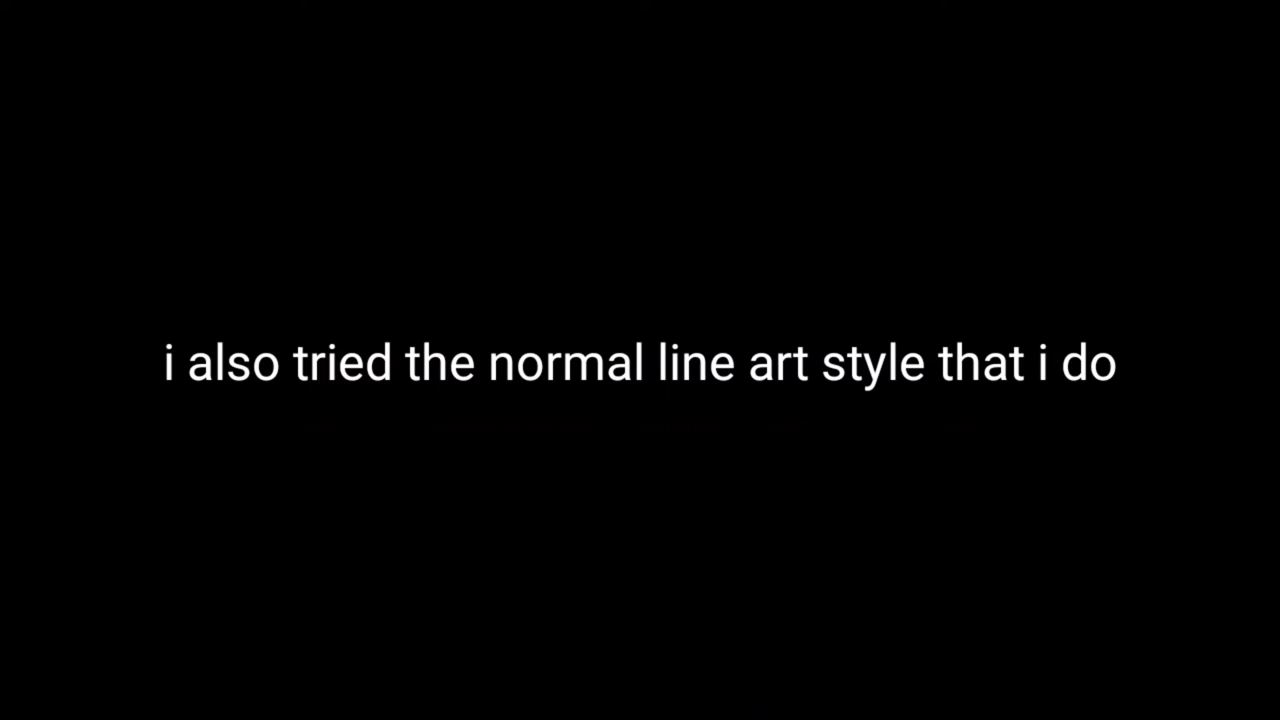 i also tried the normal line art style that i do